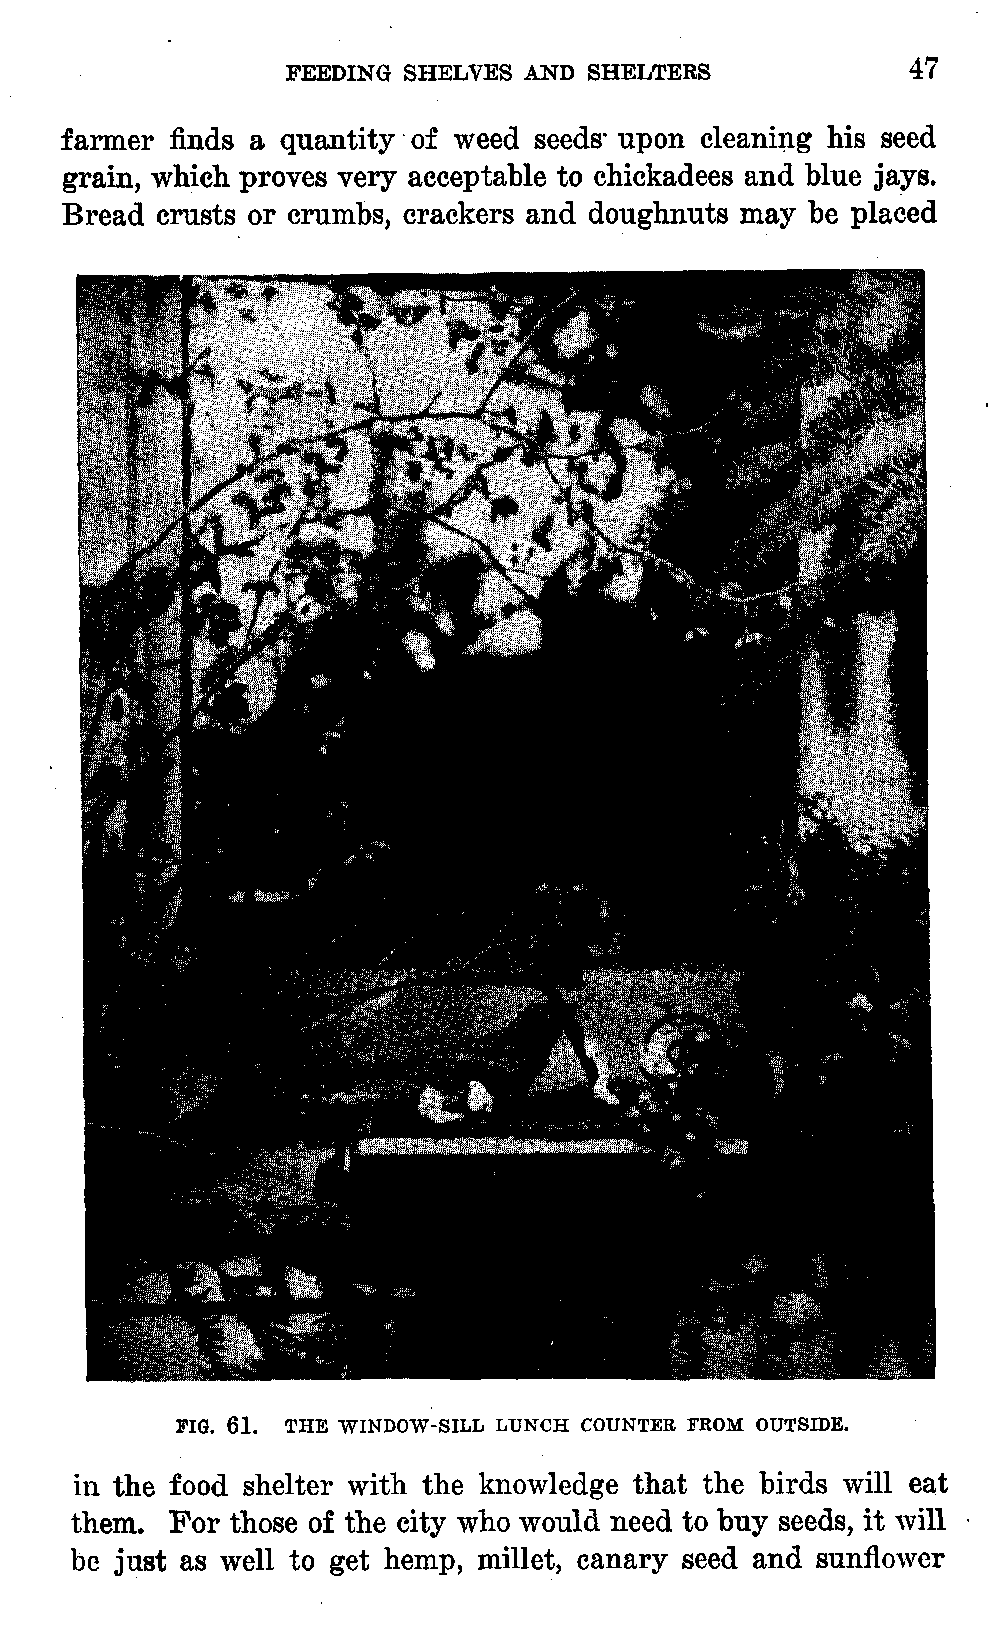 FEEDING SHELVES AND SHELTERS 47
farmer finds a quantity of weed seeds upon cleaning his seed
grain, which proves very acceptable to chickadees and blue jays.
Bread crusts or crumbs, crackers and doughnuts may be placed
FIG. 61. THE WINDOW-SILL LUNCH COUNTER FROM OUTSIDE.
in the food shelter with the knowledge that the birds will eat
them. For those of the city who would need to buy seeds, it will
be just as well to get hemp, millet, canary seed and sunflower